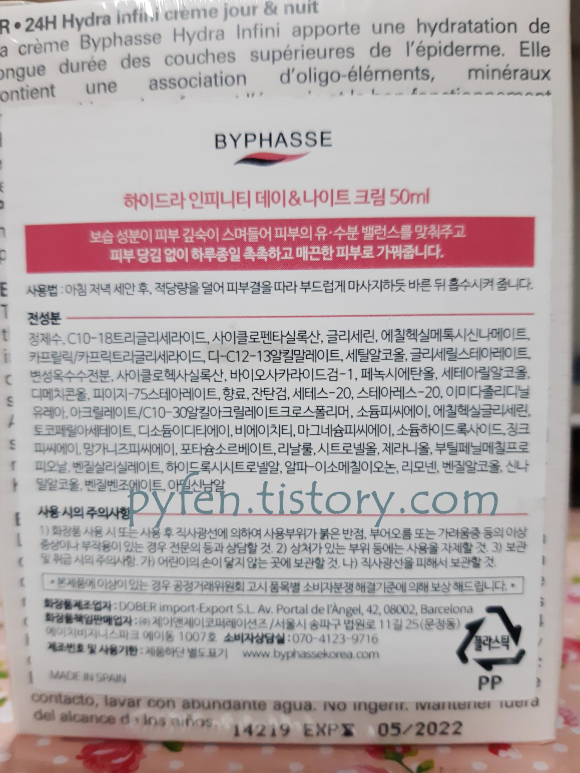 R • 24H Hydra Infini crème jour & nuit
a crème Byphasse Hydra Infini apporte une hydratation de
ongue durée des couches supérieures de l'épiderme. Elle
ontient une association d'oligo-éléments, minéraux
BYPHASSE
하이드라 인피니티 데이&나이트 크림 50ml
보습 성분이 피부 깊숙이 스며들어 피부의 유·수분 밸런스를 맞춰주고
피부 당김 없이 하루종일 촉촉하고 매끈한 피부로 가꿔줍니다.
사용법 : 아침 저녁 세안 후, 적당량을 덜어 피부결을 따라 부드럽게 마사지하듯 바른 뒤 흡수시켜 줍니다.
전성분
정제수, C10-18트리글리세라이드, 사이클로펜타실록산, 글리세린, 에칠헥실메톡시신나메이트,
카프릴릭/카프릭트리글리세라이드, 디-C12-13알킬말레이트, 세틸알코올, 글리세릴스테아레이트,
변성옥수수전분, 사이클로헥사실록산, 바이오사카라이드검-1, 페녹시에탄올, 세테아릴알코올,
디메치콘올, 피이지-75스테아레이트, 향료, 잔탄검, 세테스-20, 스테아레스-20, 이미다졸리디닐
유레아, 아크릴레이트/C10-30알킬아크릴레이트크로스폴리머, 소듐피씨에이, 에칠헥실글리세린,
토코페릴아세테이트, 디소듐이디티에이, 비에이치티, 마그네슘피씨에이, 소듐하이드록사이드, 징크
피씨에이, 망가니즈피씨에이, 포타슘소르베이트, 리날룰, 시트로넬올, 제라니올, 부틸페닐메칠프로
피오날, 벤질살리실레이트, 하이드록시시트로넬알, 알파-이소메칠이오논, 리모넨, 벤질알코올, 신나
밀알코올, 벤질벤조에이트, 아밀신남알
pyfen.tistory.com
사용 시의 주의사항
1) 화장품 사용 시 또는 사용 후 직사광선에 의하여 사용부위가 붉은 반점, 부어오름 또는 가려움증 등의 이상
증상이나 부작용이 있는 경우 전문의 등과 상담할 것. 2) 상처가 있는 부위 등에는 사용을 자제할 것. 3) 보관
및 취급 시의 주의사항. 가) 어린이의 손이 닿지 않는 곳에 보관할 것. 나) 직사광선을 피해서 보관할 것.
* 본제품에 이상이 있는 경우 공정거래위원회 고시 품목별 소비자분쟁 해결기준에 의해 보상 해드립니다. *
화장품제조업자 : DOBER import-Export S.L. Av. Portal de l'Àngel, 42, 08002, Barcelona
화장품책임판매업자 : ㈜ 제이앤제이코퍼레이션즈 /서울시 송파구 법원로 11길 25(문정동)
에이치비지니스파크 에이동 1007호 소비자상담실 : 070-4123-9716
제조번호 및 사용기한 : 제품하단 별도표기 www.byphassekorea.com
플라스틱
PP
MADE IN SPAIN
contacto, lavar con abundante agua. No ingerir. Mantener fuera
del alcance de los niños.
14219 EXP 05/2022